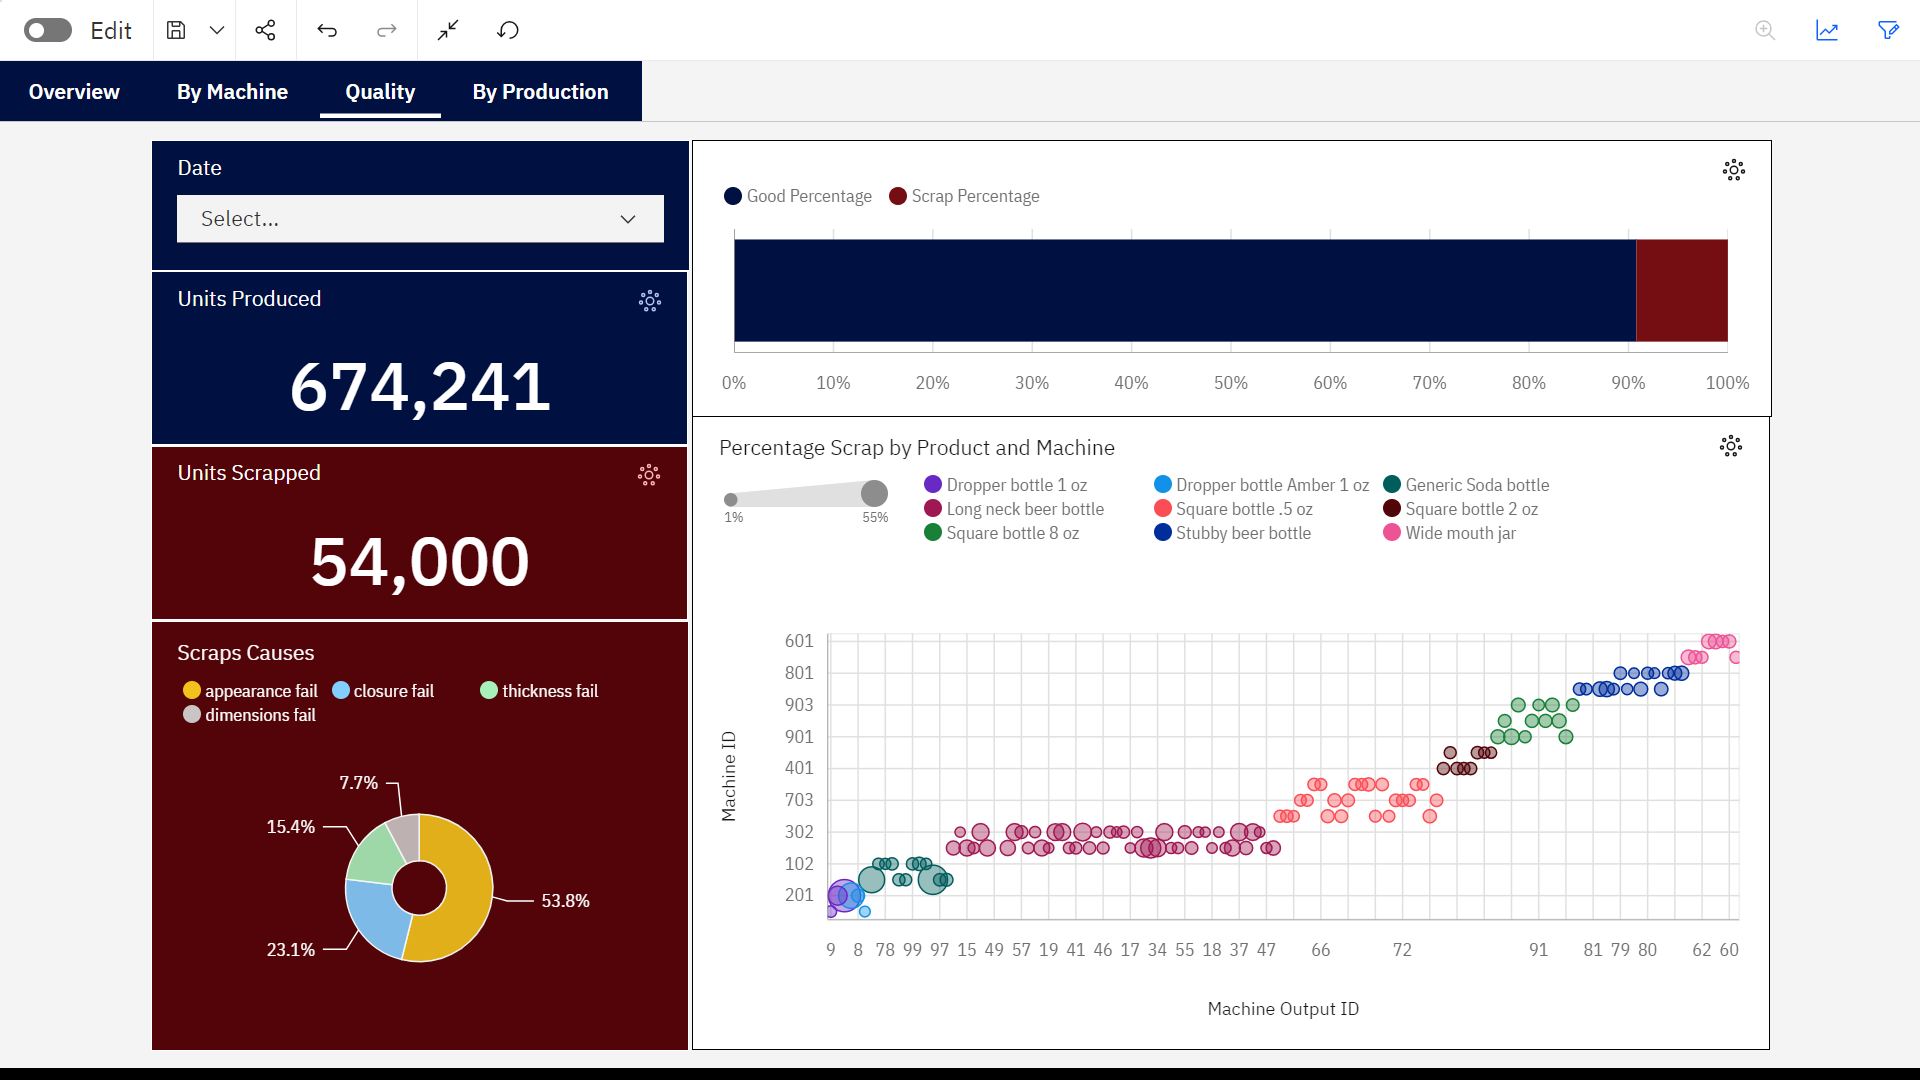 Edit
Overview By Machine Quality By Production
Date
Select...
Units Produced
674,241
Units Scrapped
54,000
Scraps Causes
appearance fail closure fail thickness fail
dimensions fail
7.7%
15.4%
53.8%
23.1%
Good Percentage Scrap Percentage
0% 10% 20% 30% 40% 50% 60% 70% 80% 90% 100%
Percentage Scrap by Product and Machine
1% 55%
Dropper bottle 1 oz Dropper bottle Amber 1 oz Generic Soda bottle
Long neck beer bottle Square bottle .5 oz Square bottle 2 oz
Square bottle 8 oz Stubby beer bottle Wide mouth jar
Machine ID
601
801
903
901
401
703
302
102
201
9 8 78 99 97 15 49 57 19 41 46 17 34 55 18 37 47 66 72 91 81 79 80 62 60
Machine Output ID